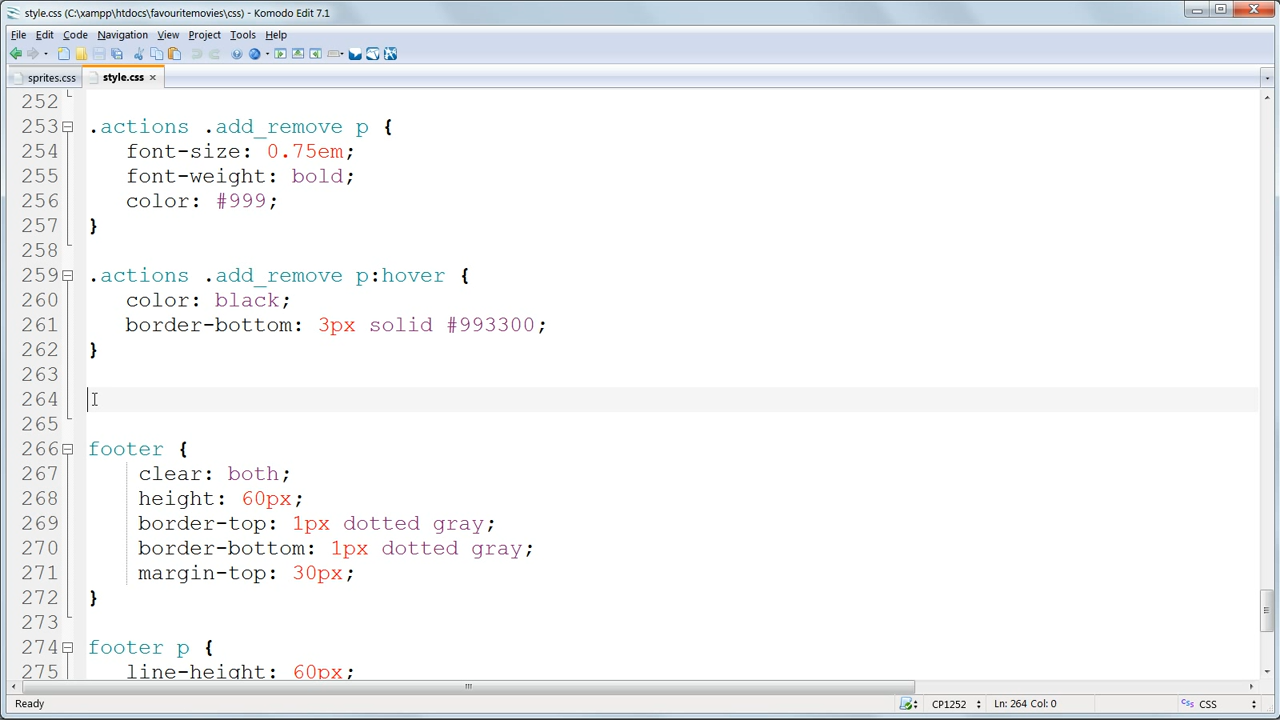 style.css (C:\xampp\htdocs\favouritemovies\css) - Komodo Edit 7.1
File Edit Code Navigation View Project Tools Help
sprites.css style.css
252
253 .actions .add_remove p {
254 font-size: 0.75em;
255 font-weight: bold;
256 color: #999;
257 }
258
259 .actions .add_remove p:hover {
260 color: black;
261 border-bottom: 3px solid #993300;
262 }
263
264
265
266 footer {
267 clear: both;
268 height: 60px;
269 border-top: 1px dotted gray;
270 border-bottom: 1px dotted gray;
271 margin-top: 30px;
272 }
273
274 footer p {
275 line-height: 60px;
Ready CP1252 Ln: 264 Col: 0 Css CSS